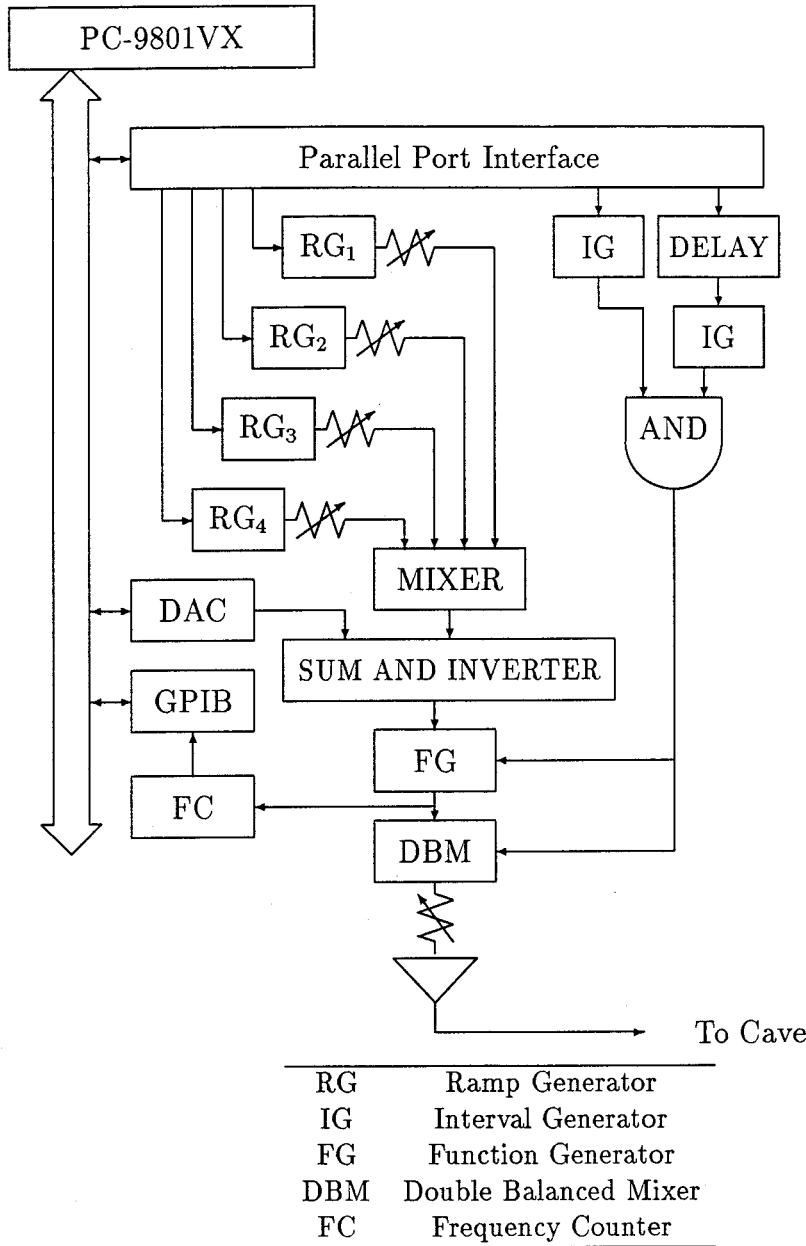 PC-9801VX
Parallel Port Interface
RG₁
IG
DELAY
RG₂
IG
RG₃
AND
RG₄
MIXER
DAC
SUM AND INVERTER
GPIB
FG
FC
DBM
To Cave
RG Ramp Generator
IG Interval Generator
FG Function Generator
DBM Double Balanced Mixer
FC Frequency Counter